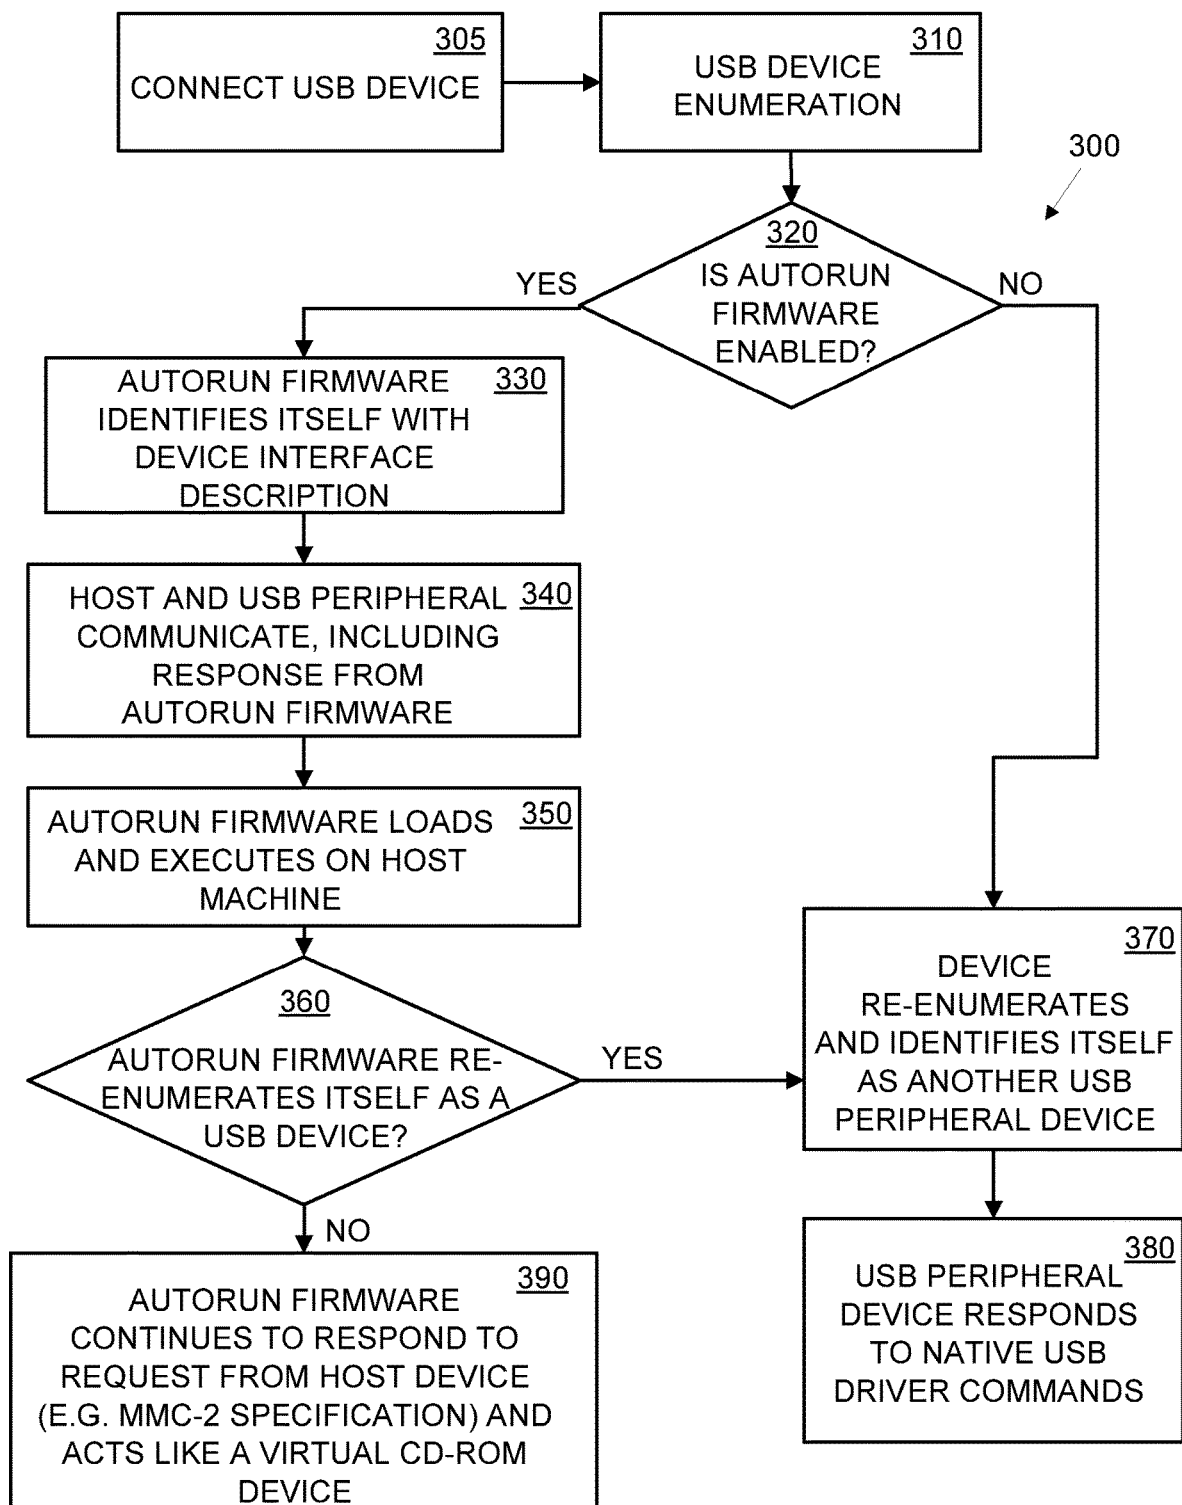 305
CONNECT USB DEVICE
310
USB DEVICE
ENUMERATION
300
320
IS AUTORUN
FIRMWARE
ENABLED?
YES
NO
330
AUTORUN FIRMWARE
IDENTIFIES ITSELF WITH
DEVICE INTERFACE
DESCRIPTION
340
HOST AND USB PERIPHERAL
COMMUNICATE, INCLUDING
RESPONSE FROM
AUTORUN FIRMWARE
350
AUTORUN FIRMWARE LOADS
AND EXECUTES ON HOST
MACHINE
360
AUTORUN FIRMWARE RE-
ENUMERATES ITSELF AS A
USB DEVICE?
YES
NO
370
DEVICE
RE-ENUMERATES
AND IDENTIFIES ITSELF
AS ANOTHER USB
PERIPHERAL DEVICE
380
USB PERIPHERAL
DEVICE RESPONDS
TO NATIVE USB
DRIVER COMMANDS
390
AUTORUN FIRMWARE
CONTINUES TO RESPOND TO
REQUEST FROM HOST DEVICE
(E.G. MMC-2 SPECIFICATION) AND
ACTS LIKE A VIRTUAL CD-ROM
DEVICE